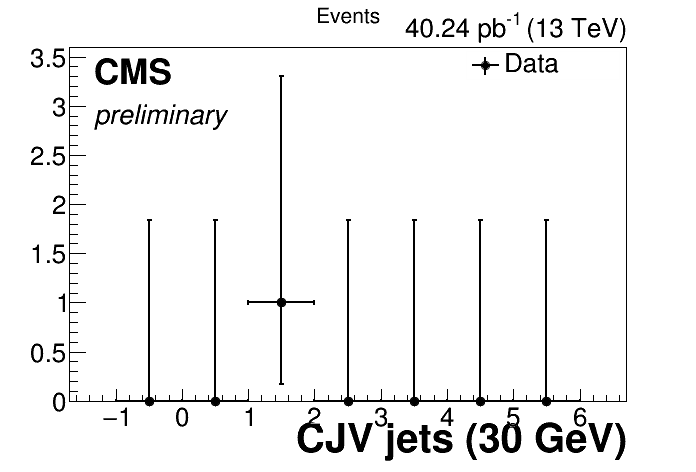 Events
40.24 pb-1 (13 TeV)
CMS
preliminary
Data
3.5
3
2.5
2
1.5
1
0.5
0
−1 0 1 2 3 4 5 6
CJV jets (30 GeV)